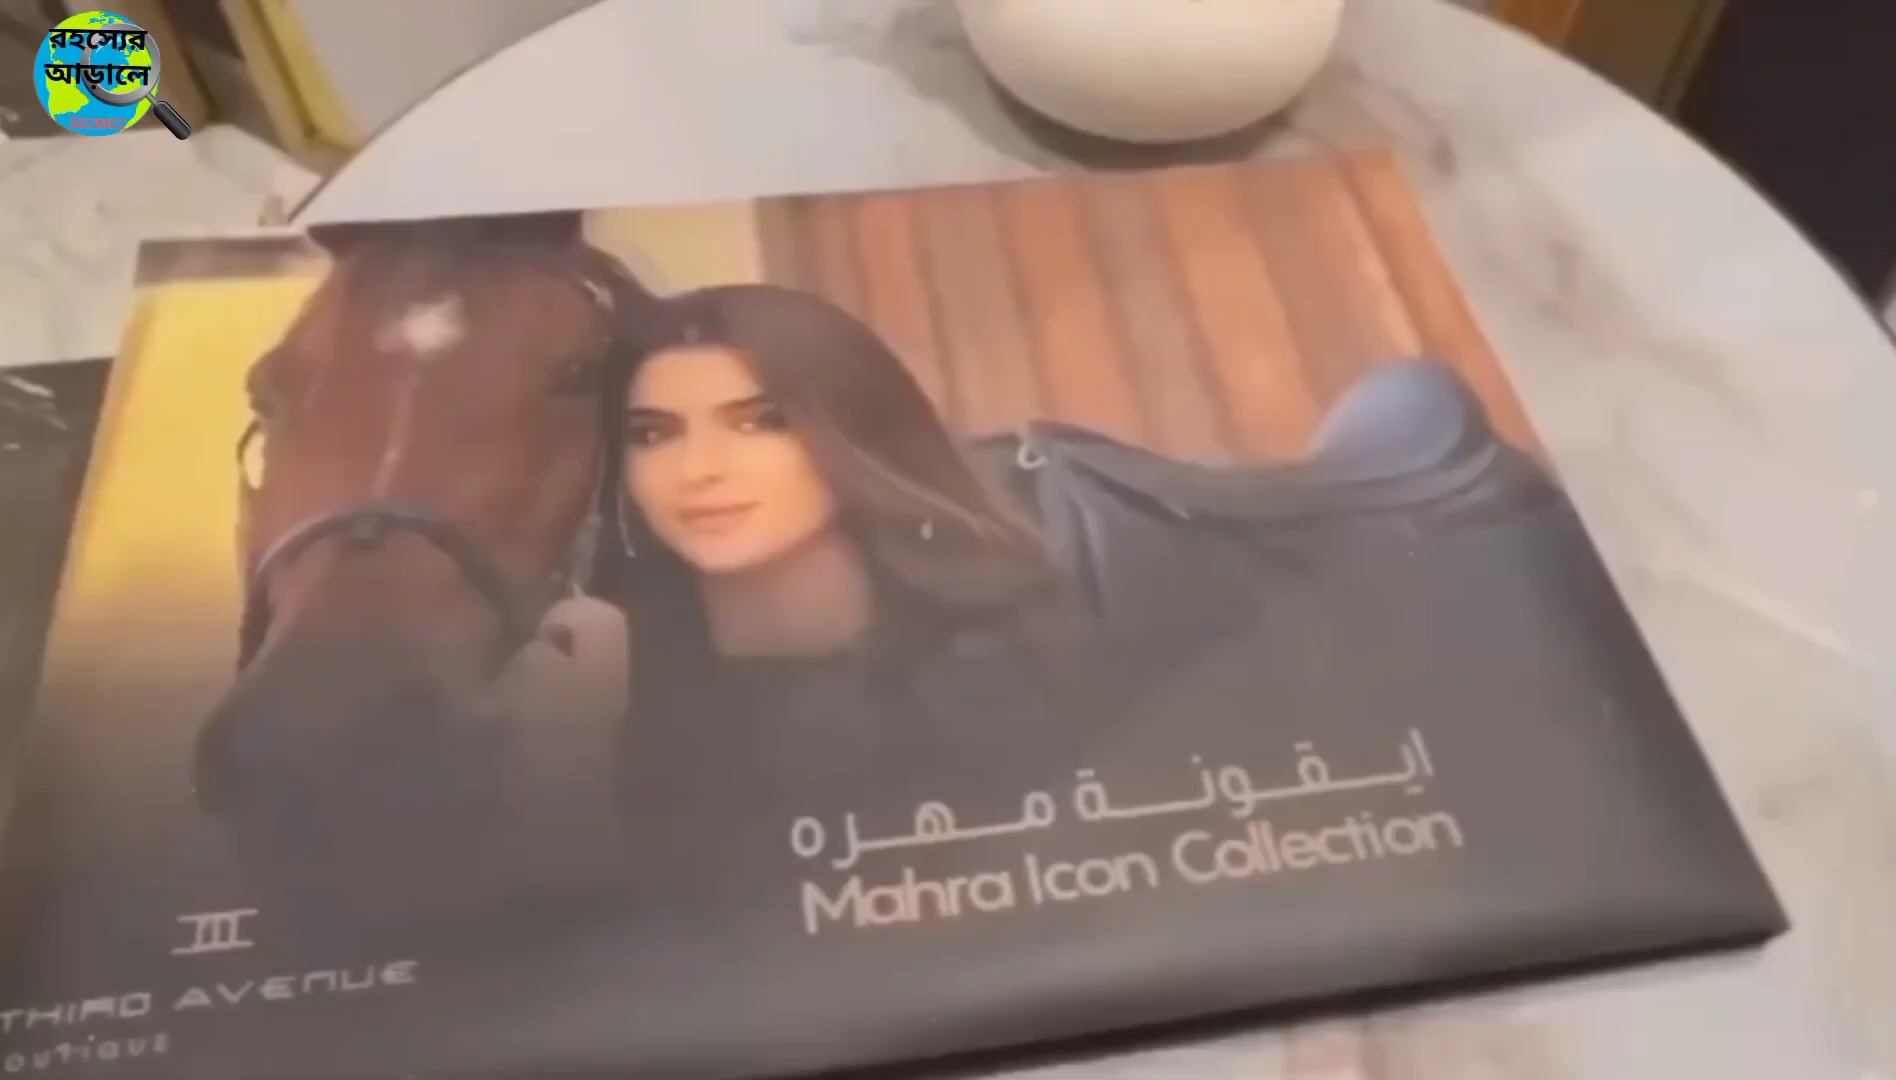 রহস্যের
আড়ালে
ايقونة مهره
Mahra Icon Collection
III
THIRD AVENUE